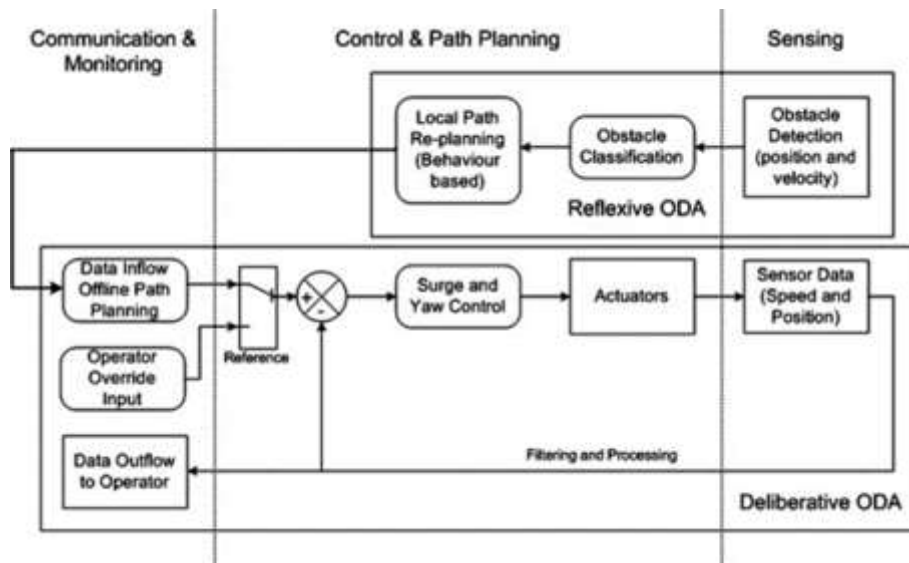 Communication &
Monitoring
Control & Path Planning
Sensing
Local Path
Re-planning
(Behaviour
based)
Obstacle
Classification
Obstacle
Detection
(position and
velocity)
Reflexive ODA
Data Inflow
Offline Path
Planning
+
-
Surge and
Yaw Control
Actuators
Sensor Data
(Speed and
Position)
Reference
Operator
Override
Input
Data Outflow
to Operator
Filtering and Processing
Deliberative ODA